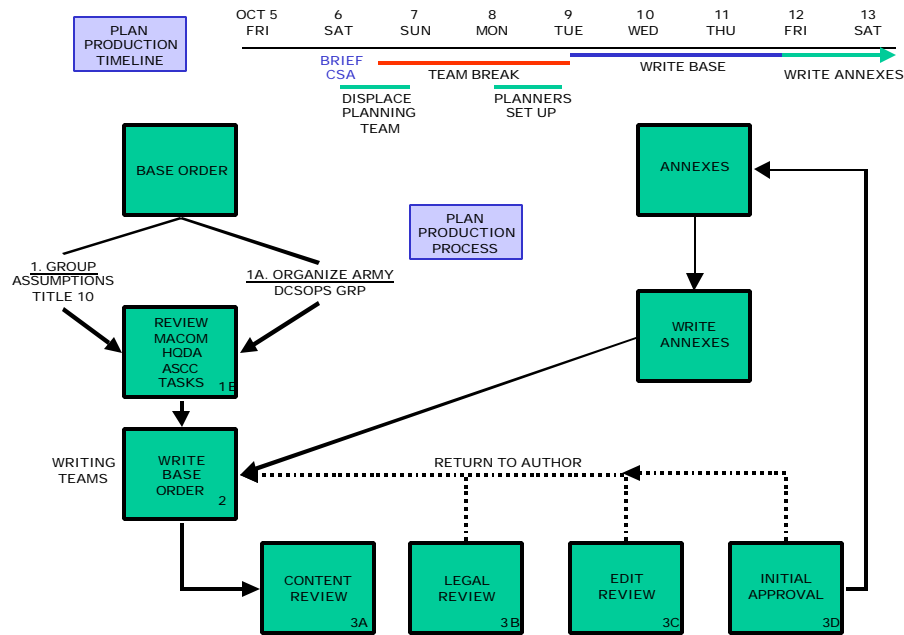 PLAN
PRODUCTION
TIMELINE
OCT 5 6 7 8 9 10 11 12 13
FRI SAT SUN MON TUE WED THU FRI SAT
BRIEF
CSA
TEAM BREAK
WRITE BASE
WRITE ANNEXES
DISPLACE
PLANNING
TEAM
PLANNERS
SET UP
BASE ORDER
ANNEXES
PLAN
PRODUCTION
PROCESS
1. GROUP
ASSUMPTIONS
TITLE 10
1A. ORGANIZE ARMY
DCSOPS GRP
REVIEW
MACOM
HQDA
ASCC
TASKS
1B
WRITE
ANNEXES
WRITING
TEAMS
WRITE
BASE
ORDER
2
RETURN TO AUTHOR
CONTENT
REVIEW
3A
LEGAL
REVIEW
3B
EDIT
REVIEW
3C
INITIAL
APPROVAL
3D